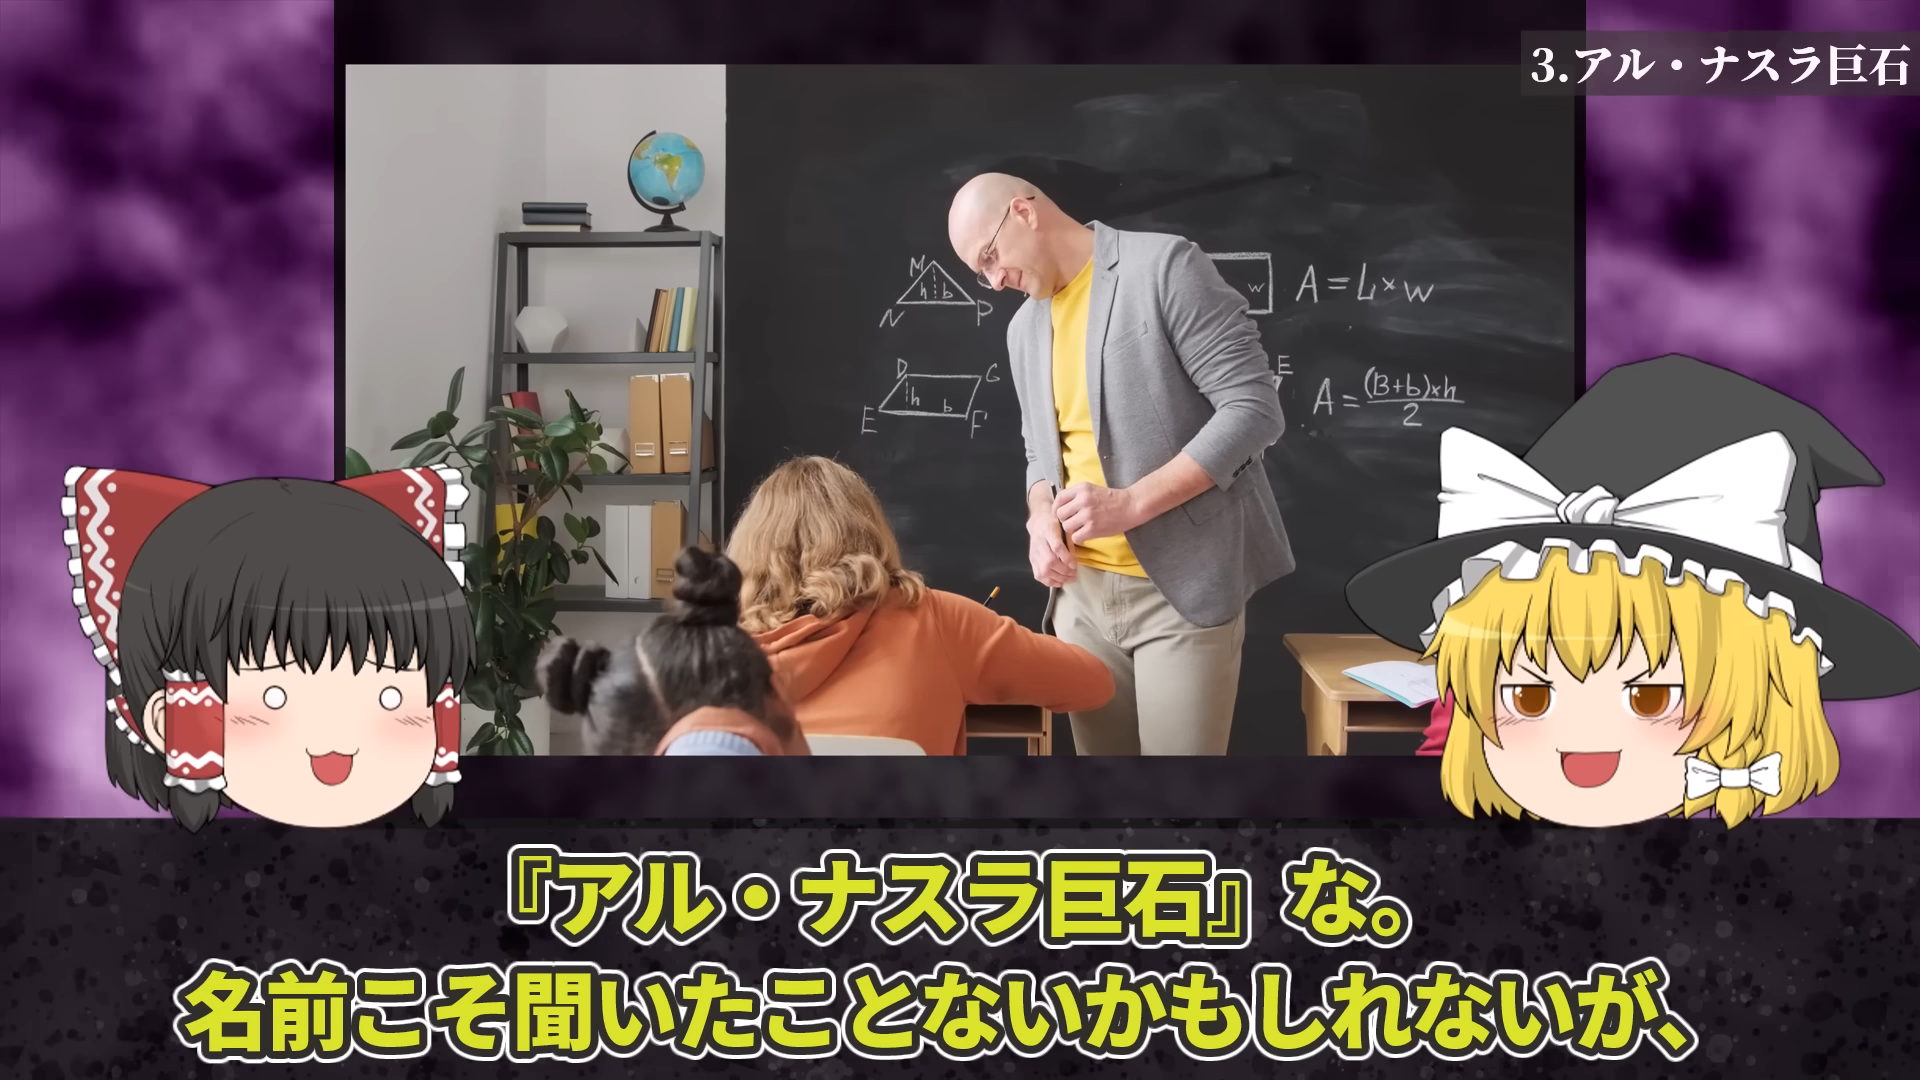 3.アル・ナスラ巨石
M
h b
N P
w
A=L×w
D G
h b
E F
E
A=(B+b)×h
2
『アル・ナスラ巨石』な。
名前こそ聞いたことないかもしれないが、